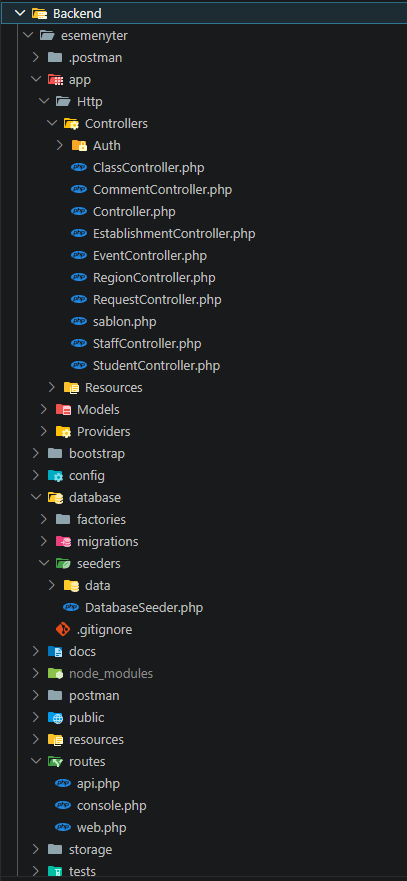 Backend
esemenyter
.postman
app
Http
Controllers
Auth
ClassController.php
CommentController.php
Controller.php
EstablishmentController.php
EventController.php
RegionController.php
RequestController.php
sablon.php
StaffController.php
StudentController.php
Resources
Models
Providers
bootstrap
config
database
factories
migrations
seeders
data
DatabaseSeeder.php
.gitignore
docs
node_modules
postman
public
resources
routes
api.php
console.php
web.php
storage
tests